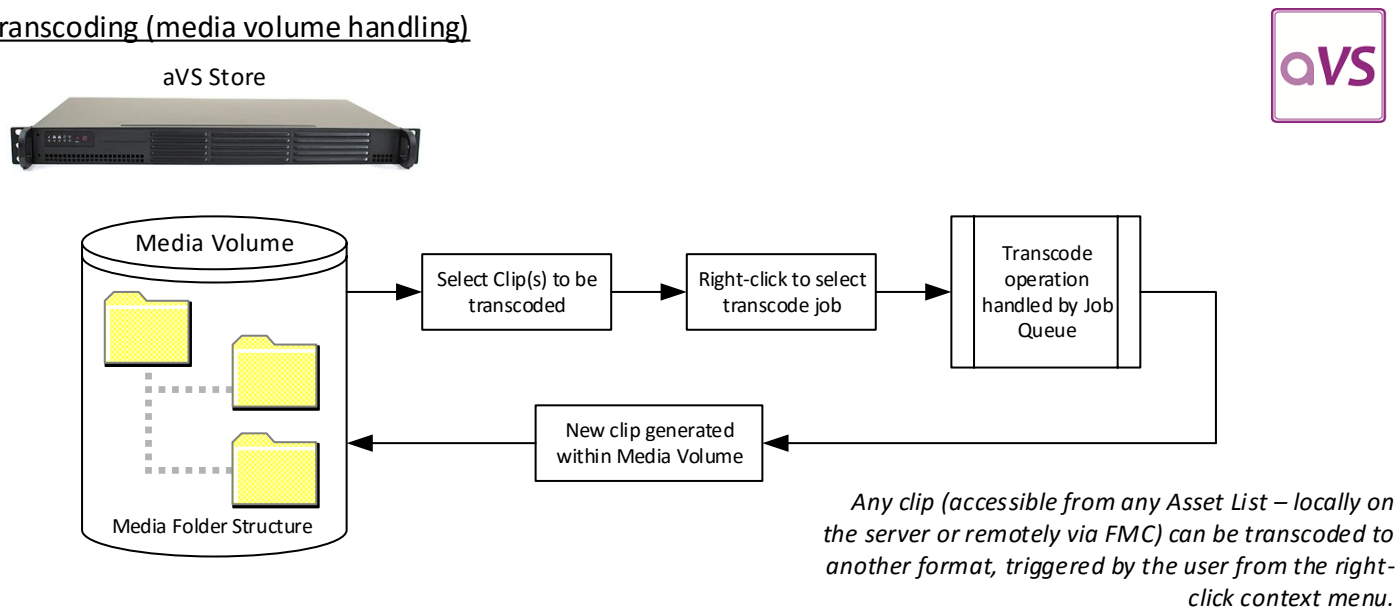 ranscoding (media volume handling)
aVS Store
aVS
Media Volume
Select Clip(s) to be
transcoded
Right-click to select
transcode job
Transcode
operation
handled by Job
Queue
New clip generated
within Media Volume
Media Folder Structure
Any clip (accessible from any Asset List – locally on
the server or remotely via FMC) can be transcoded to
another format, triggered by the user from the right-
click context menu.